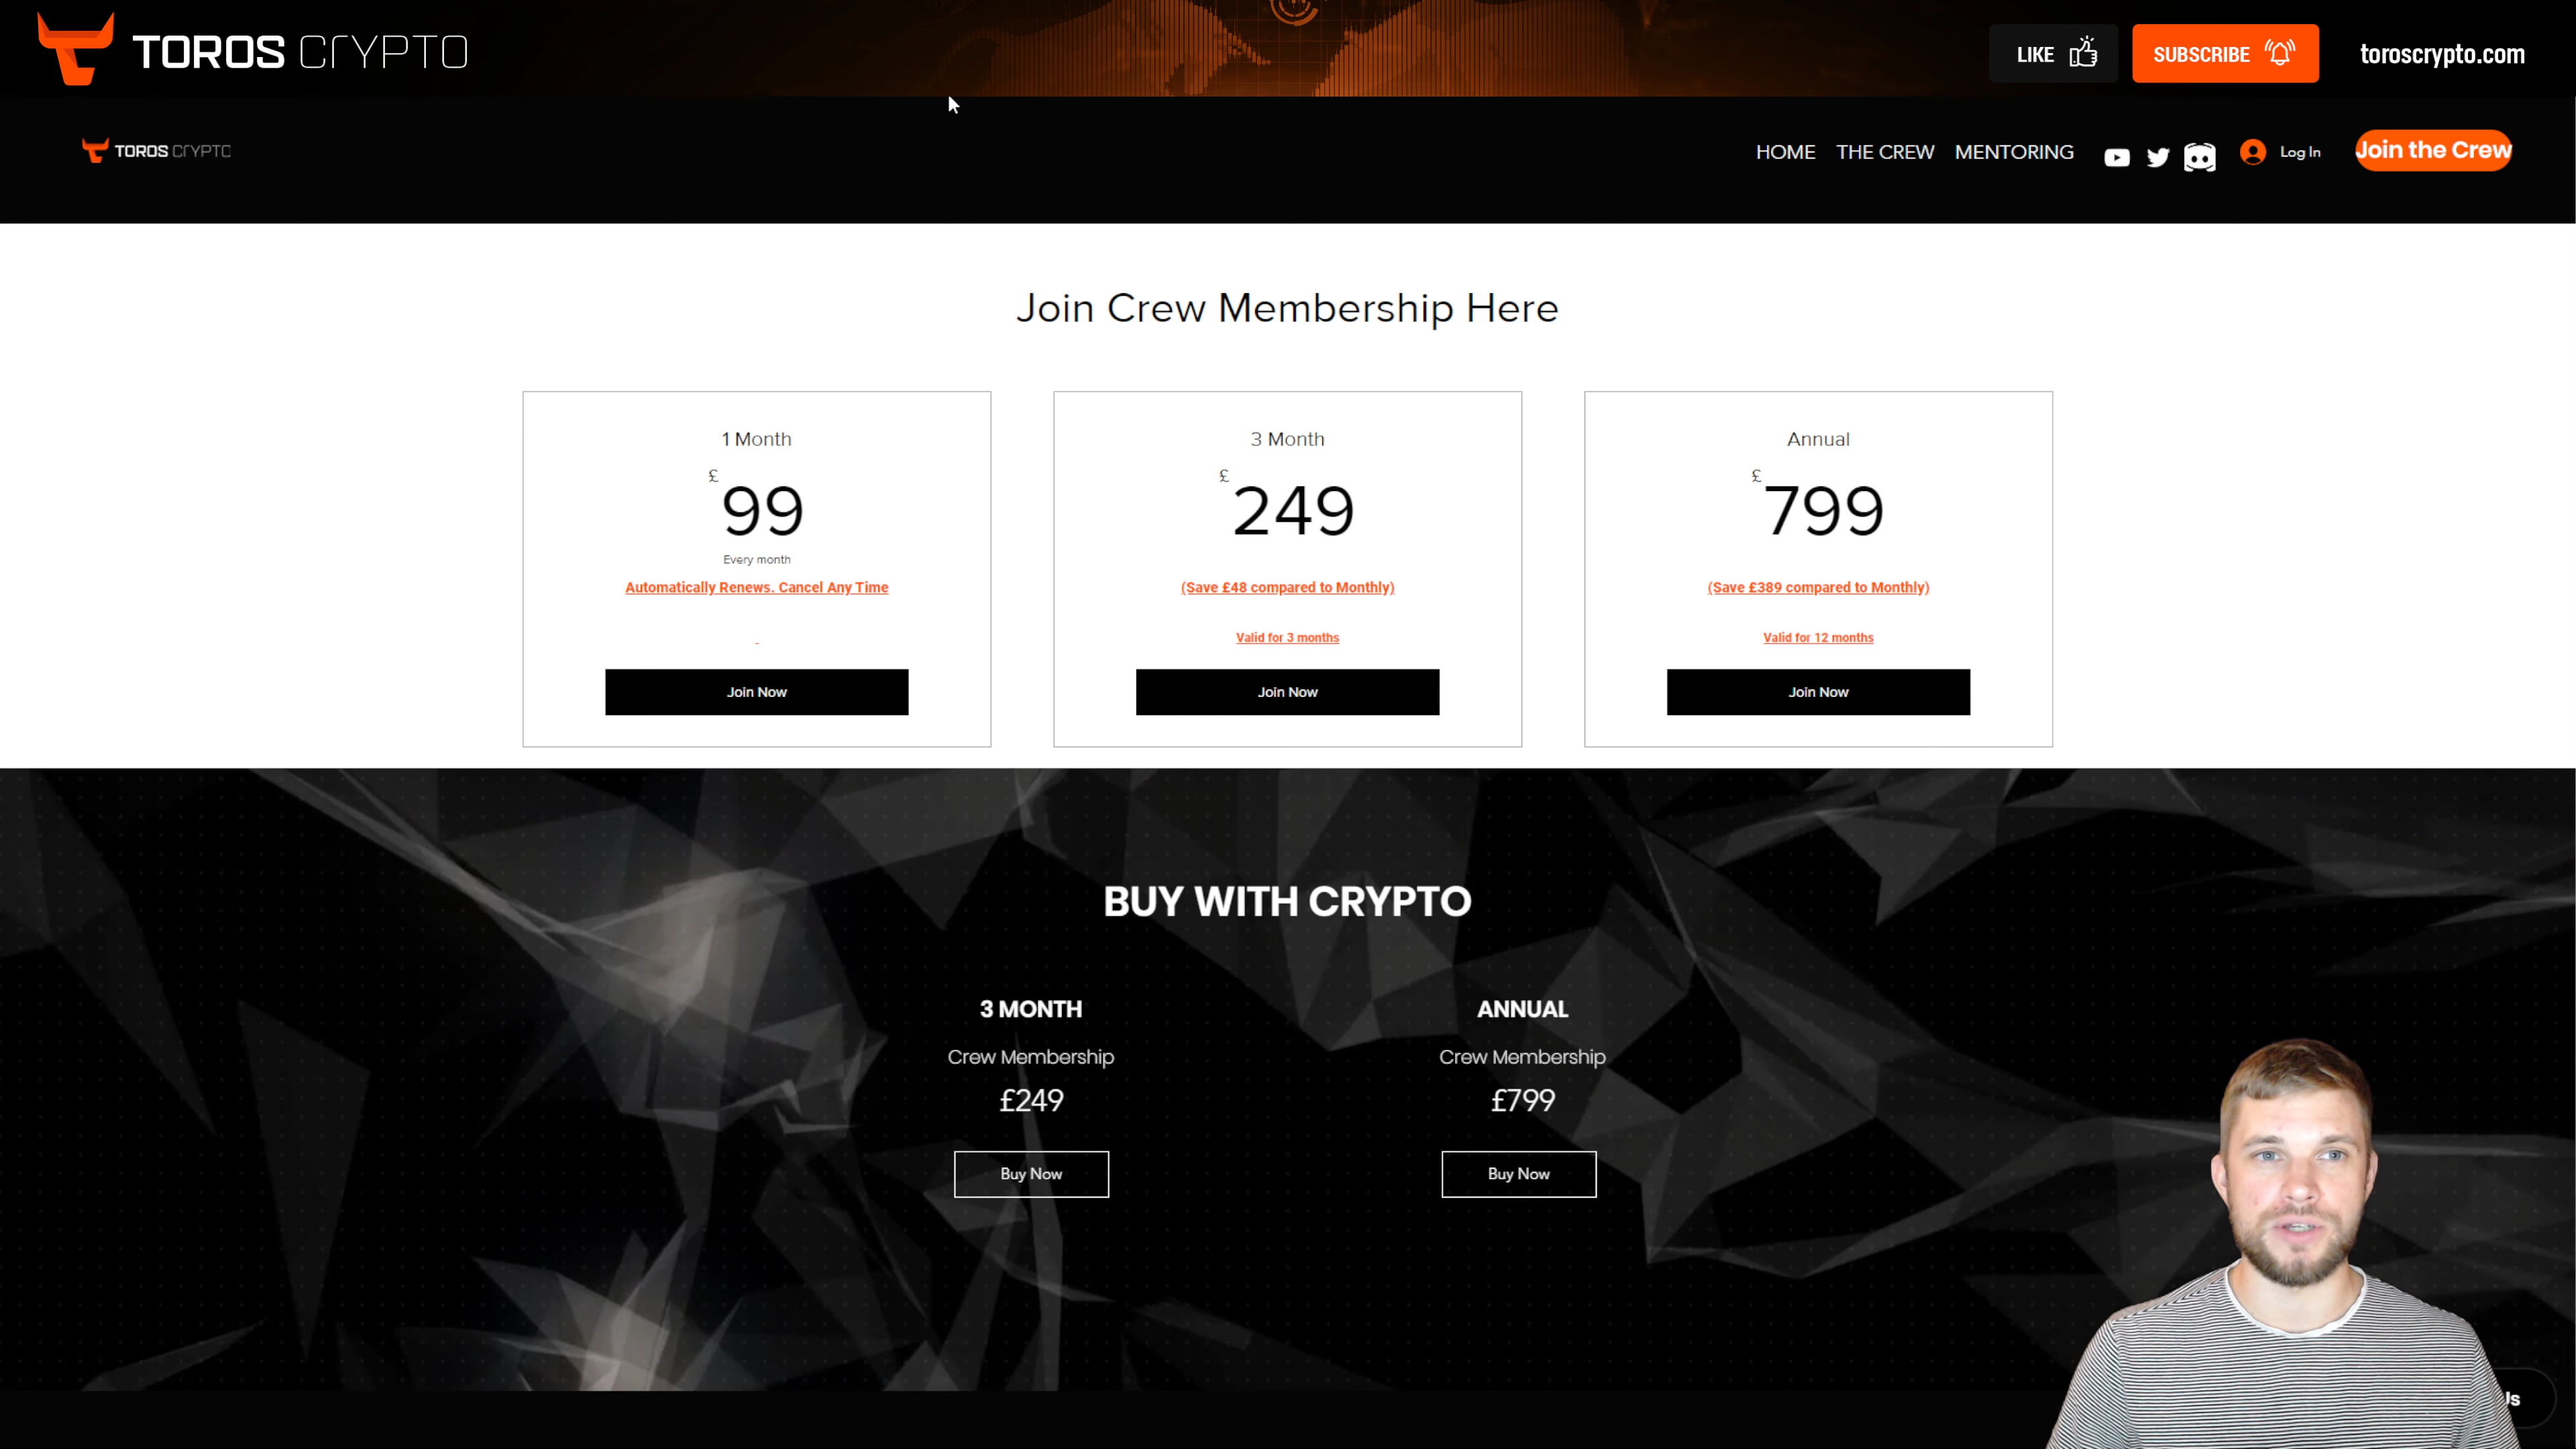 TOROS CRYPTO
LIKE
SUBSCRIBE
toroscrypto.com
TOROS CRYPTO
HOME
THE CREW
MENTORING
Log In
Join the Crew
Join Crew Membership Here
1 Month
£
99
Every month
Automatically Renews. Cancel Any Time
-
Join Now
3 Month
£
249
(Save £48 compared to Monthly)
Valid for 3 months
Join Now
Annual
£
799
(Save £389 compared to Monthly)
Valid for 12 months
Join Now
BUY WITH CRYPTO
3 MONTH
Crew Membership
£249
Buy Now
ANNUAL
Crew Membership
£799
Buy Now